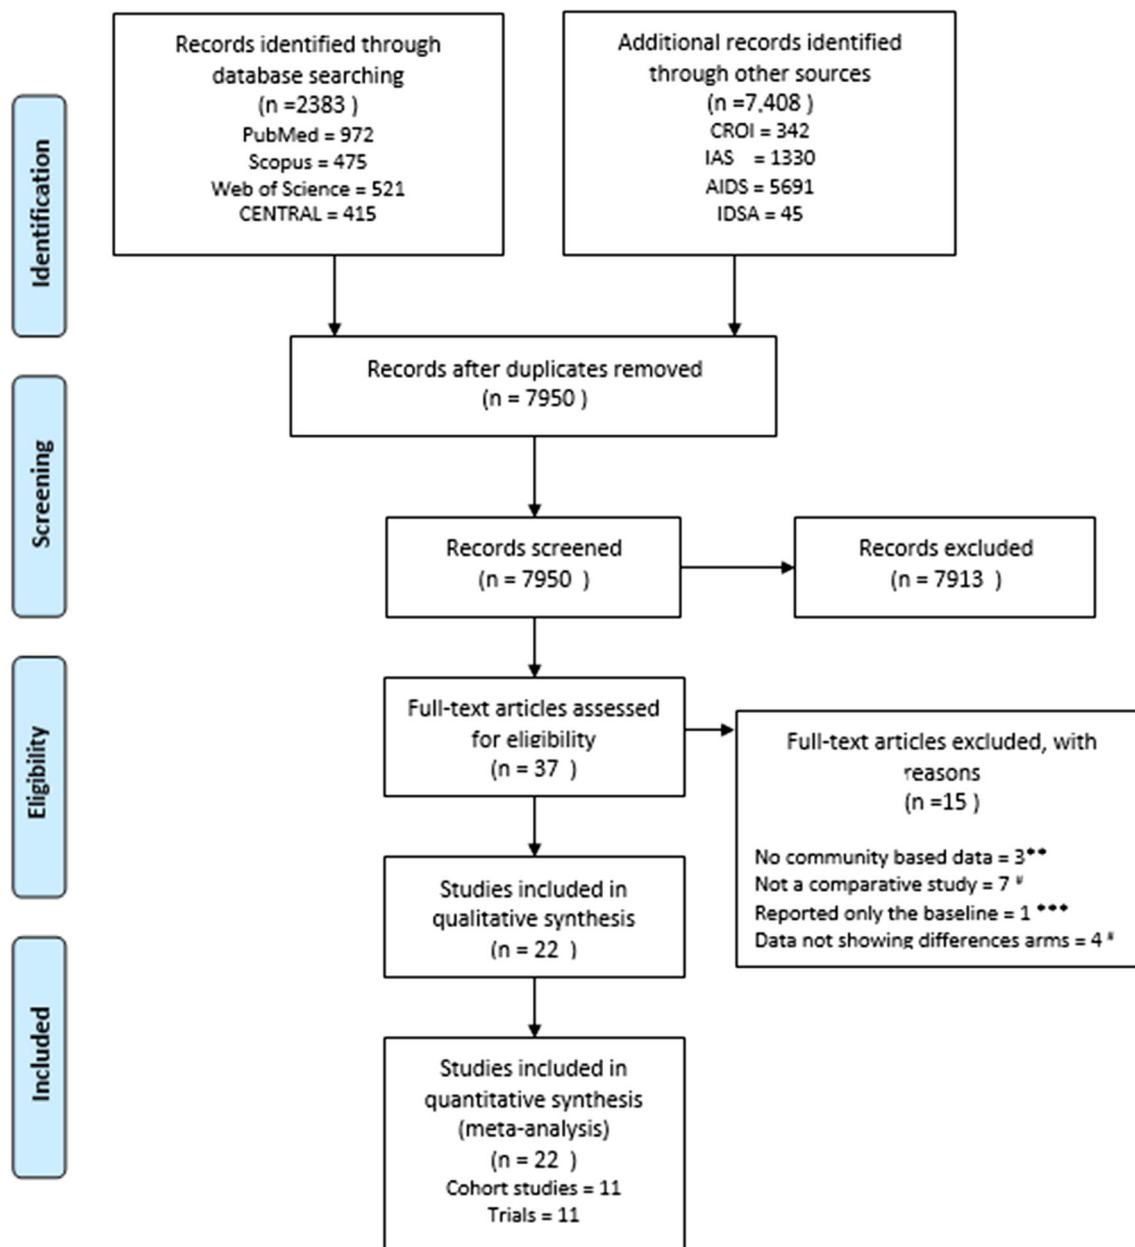 Identification
Records identified through
database searching
(n =2383 )
PubMed = 972
Scopus = 475
Web of Science = 521
CENTRAL = 415
Additional records identified
through other sources
(n =7,408 )
CROI = 342
IAS = 1330
AIDS = 5691
IDSA = 45
Records after duplicates removed
(n = 7950 )
Screening
Records screened
(n = 7950 )
Records excluded
(n = 7913 )
Eligibility
Full-text articles assessed
for eligibility
(n = 37 )
Full-text articles excluded, with
reasons
(n =15 )
No community based data = 3**
Not a comparative study = 7 #
Reported only the baseline = 1 ***
Data not showing differences arms = 4 #
Studies included in
qualitative synthesis
(n = 22 )
Included
Studies included in
quantitative synthesis
(meta-analysis)
(n = 22 )
Cohort studies = 11
Trials = 11